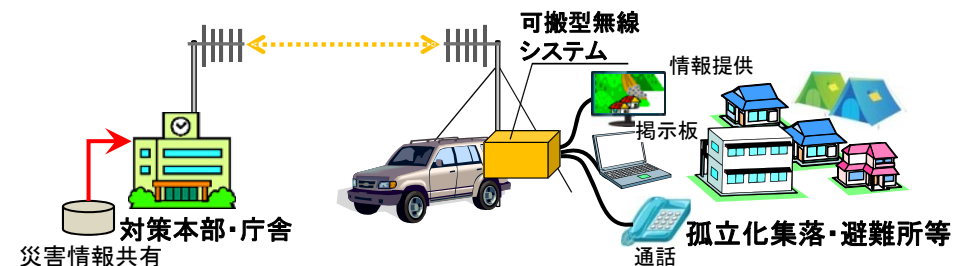 可搬型無線
システム
情報提供
掲示板
対策本部・庁舎
災害情報共有
通話
孤立化集落・避難所等